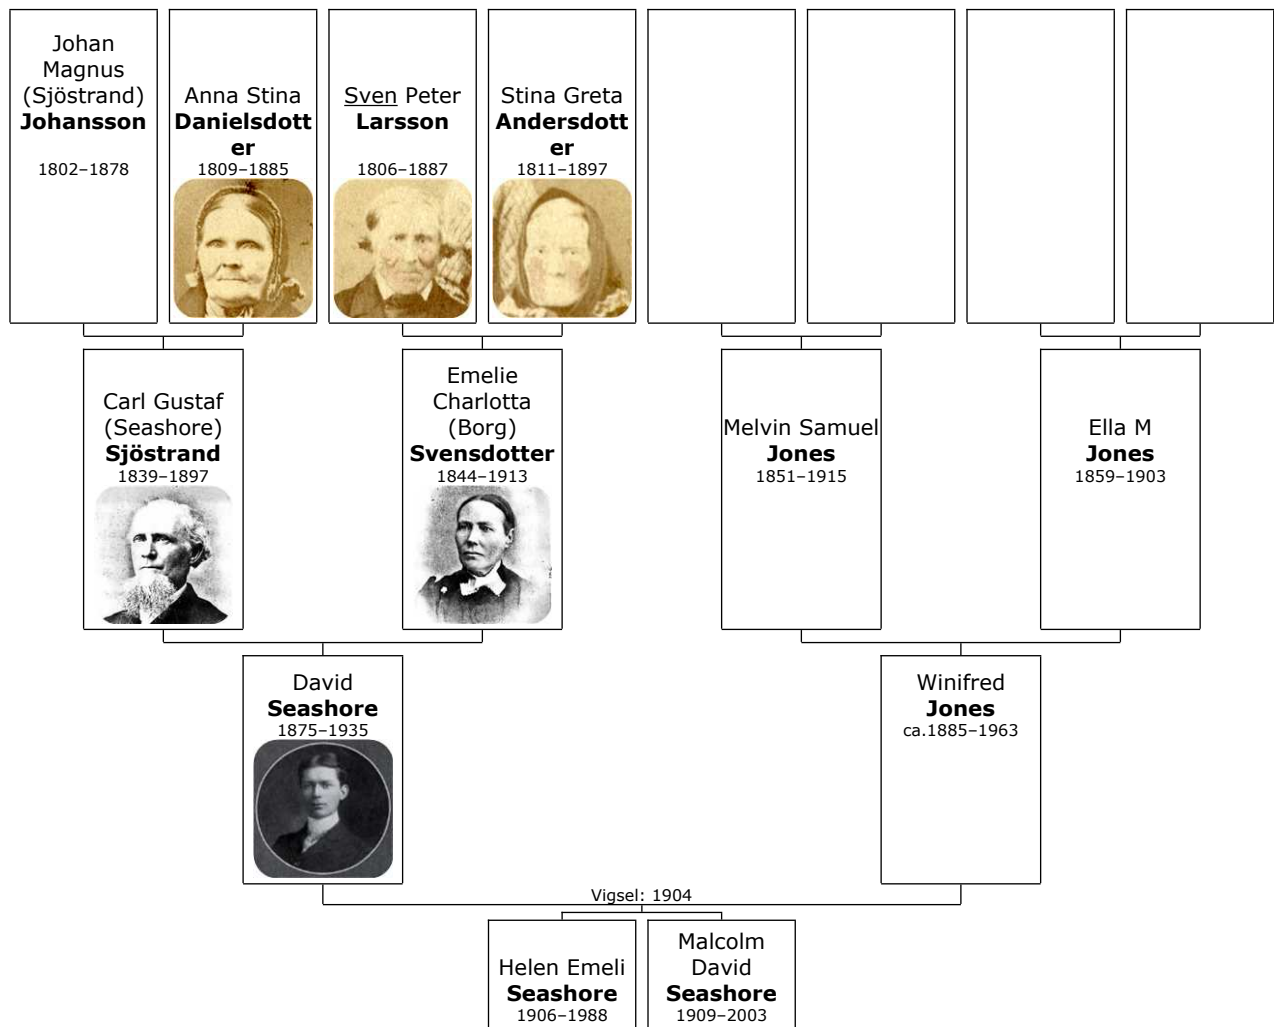 Johan
Magnus
(Sjöstrand)
Johansson
1802–1878
Anna Stina
Danielsdott
er
1809–1885
Sven Peter
Larsson
1806–1887
Stina Greta
Andersdott
er
1811–1897
Carl Gustaf
(Seashore)
Sjöstrand
1839–1897
Emelie
Charlotta
(Borg)
Svensdotter
1844–1913
Melvin Samuel
Jones
1851–1915
Ella M
Jones
1859–1903
David
Seashore
1875–1935
Winifred
Jones
ca.1885–1963
Vigsel: 1904
Helen Emeli
Seashore
1906–1988
Malcolm
David
Seashore
1909–2003